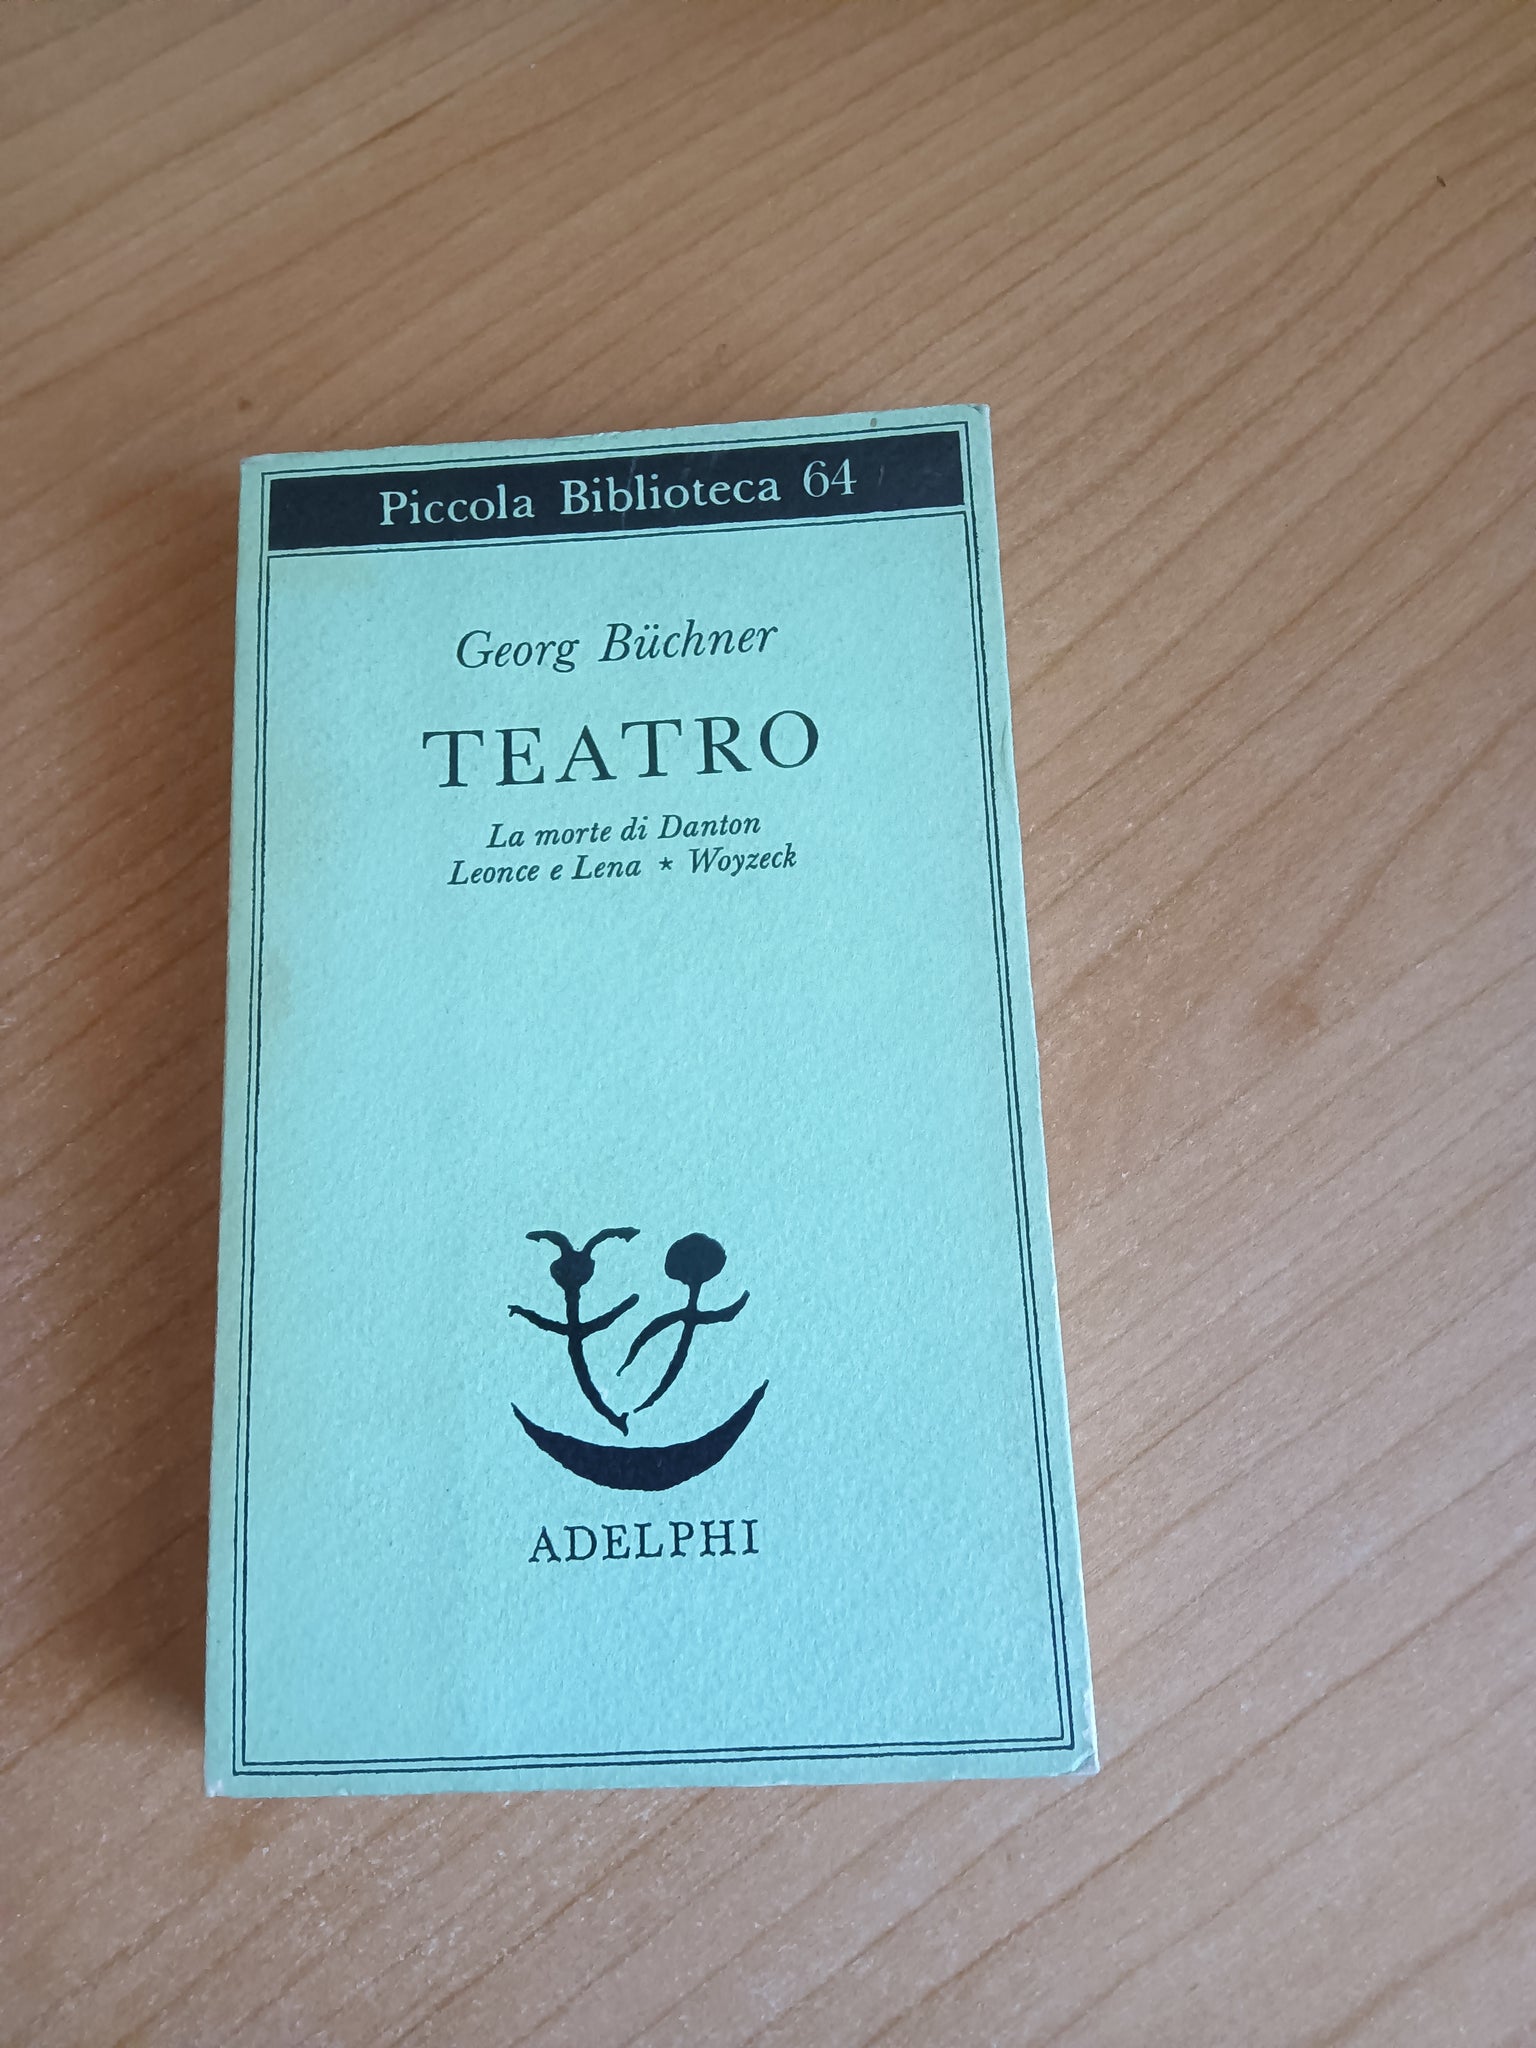 Piccola Biblioteca 64
Georg Büchner
TEATRO
La morte di Danton
Leonce e Lena ⋆ Woyzeck
ADELPHI